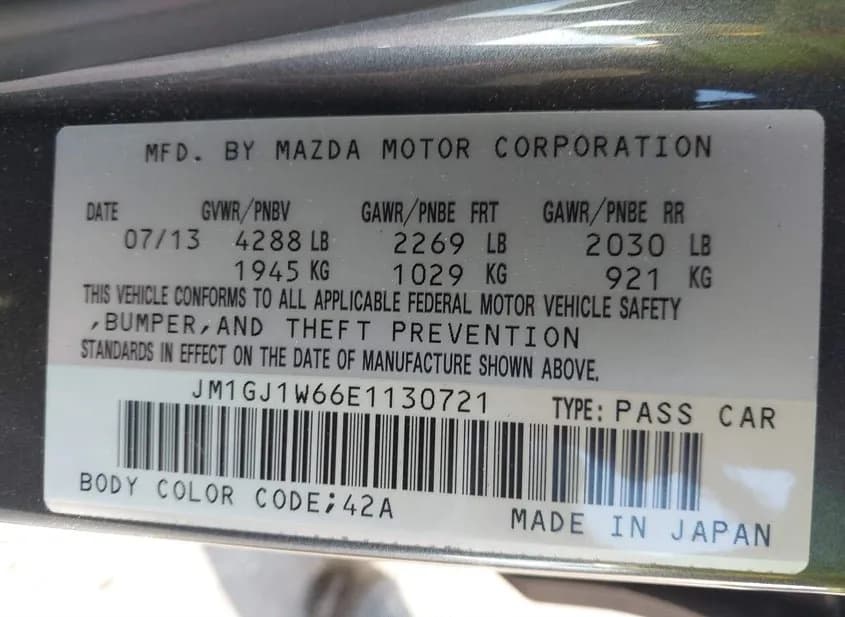 MFD. BY MAZDA MOTOR CORPORATION
DATE GVWR/PNBV GAWR/PNBE FRT GAWR/PNBE RR
07/13 4288 LB 2269 LB 2030 LB
1945 KG 1029 KG 921 KG
THIS VEHICLE CONFORMS TO ALL APPLICABLE FEDERAL MOTOR VEHICLE SAFETY
,BUMPER,AND THEFT PREVENTION
STANDARDS IN EFFECT ON THE DATE OF MANUFACTURE SHOWN ABOVE.
JM1GJ1W66E1130721 TYPE: PASS CAR
BODY COLOR CODE;42A MADE IN JAPAN